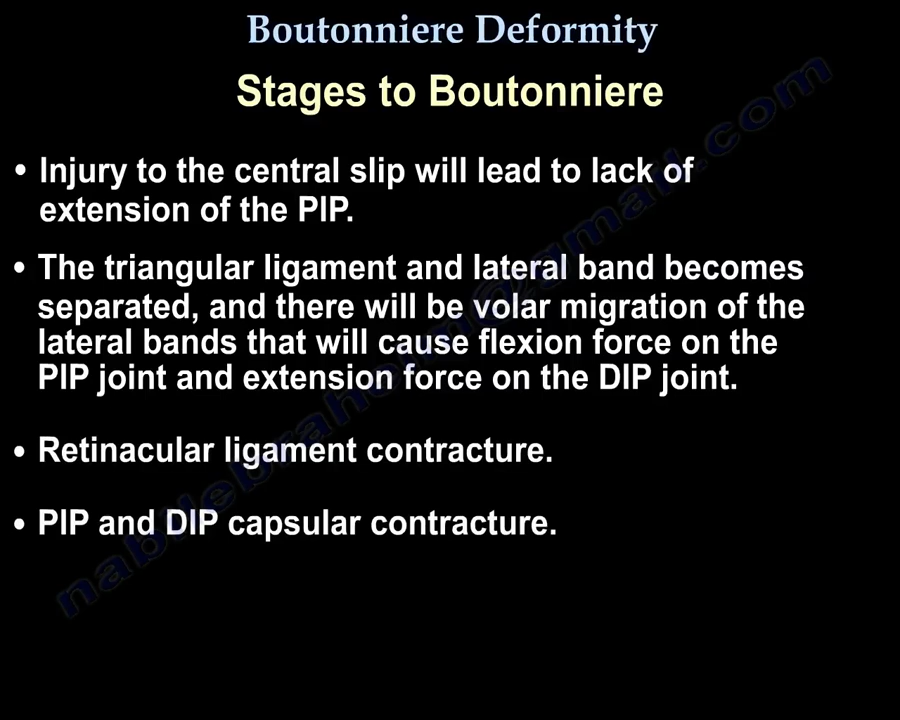 Boutonniere Deformity
Stages to Boutonniere
• Injury to the central slip will lead to lack of
extension of the PIP.
• The triangular ligament and lateral band becomes
separated, and there will be volar migration of the
lateral bands that will cause flexion force on the
PIP joint and extension force on the DIP joint.
• Retinacular ligament contracture.
• PIP and DIP capsular contracture.
nabilebraheim@gmail.com